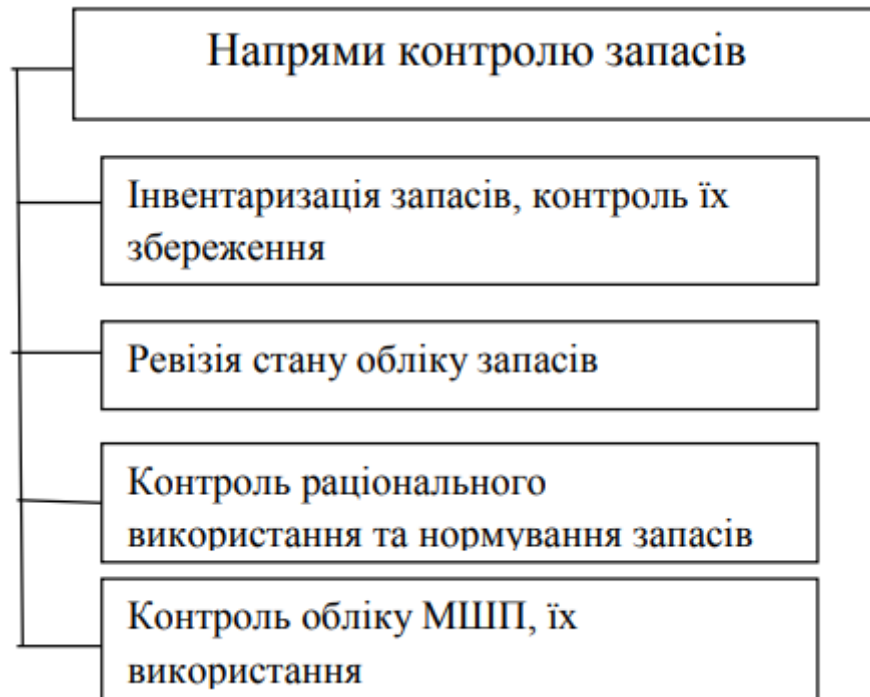 Напрями контролю запасів
Інвентаризація запасів, контроль їх
збереження
Ревізія стану обліку запасів
Контроль раціонального
використання та нормування запасів
Контроль обліку МШП, їх
використання